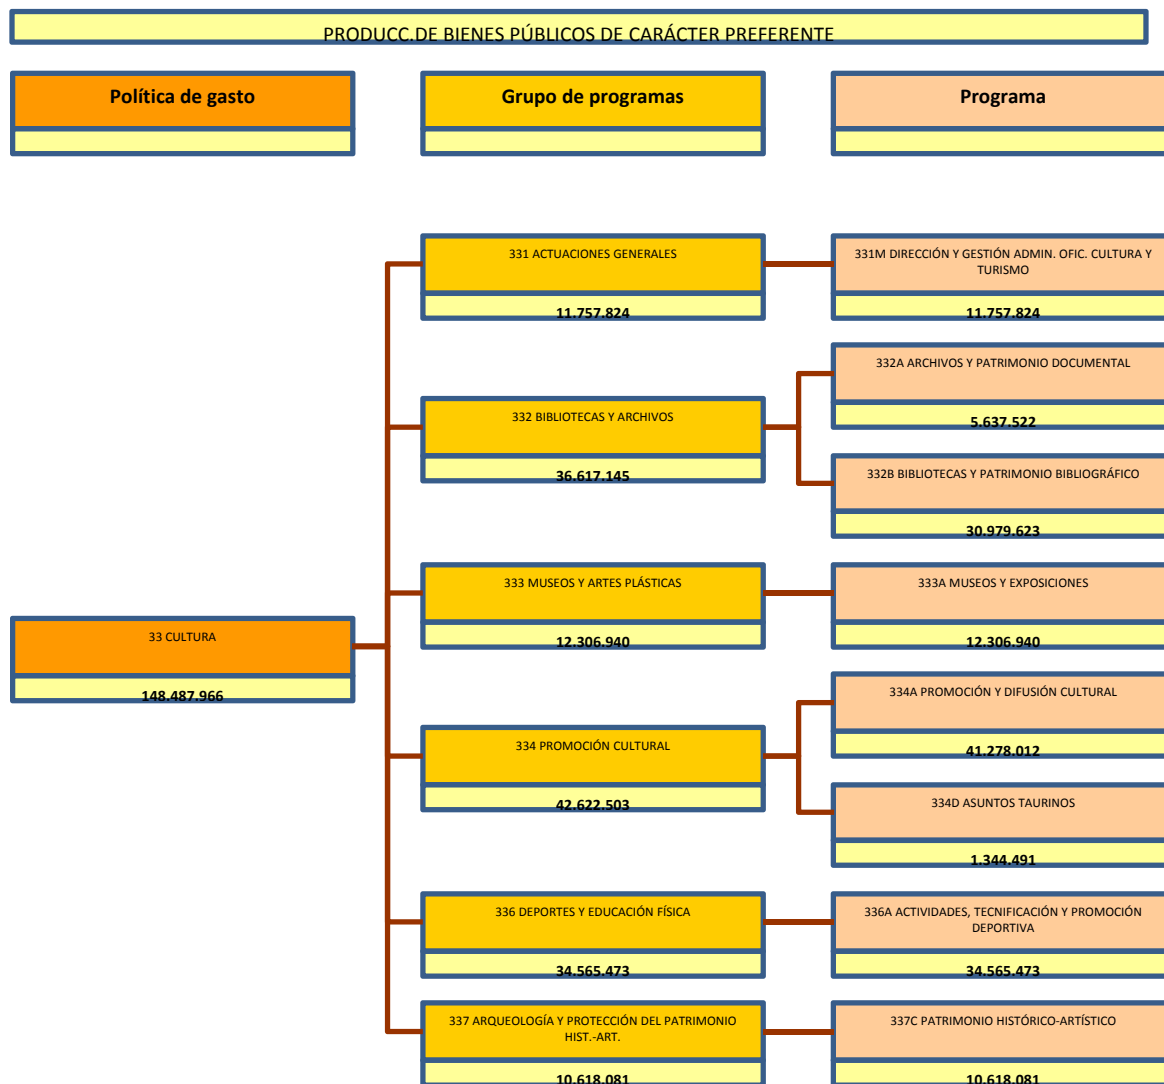 PRODUCC.DE BIENES PÚBLICOS DE CARÁCTER PREFERENTE
Política de gasto
Grupo de programas
Programa
331 ACTUACIONES GENERALES
11.757.824
331M DIRECCIÓN Y GESTIÓN ADMIN. OFIC. CULTURA Y
TURISMO
11.757.824
332A ARCHIVOS Y PATRIMONIO DOCUMENTAL
5.637.522
332 BIBLIOTECAS Y ARCHIVOS
36.617.145
332B BIBLIOTECAS Y PATRIMONIO BIBLIOGRÁFICO
30.979.623
333 MUSEOS Y ARTES PLÁSTICAS
12.306.940
333A MUSEOS Y EXPOSICIONES
12.306.940
33 CULTURA
148.487.966
334A PROMOCIÓN Y DIFUSIÓN CULTURAL
41.278.012
334 PROMOCIÓN CULTURAL
42.622.503
334D ASUNTOS TAURINOS
1.344.491
336 DEPORTES Y EDUCACIÓN FÍSICA
34.565.473
336A ACTIVIDADES, TECNIFICACIÓN Y PROMOCIÓN
DEPORTIVA
34.565.473
337 ARQUEOLOGÍA Y PROTECCIÓN DEL PATRIMONIO
HIST.-ART.
10.618.081
337C PATRIMONIO HISTÓRICO-ARTÍSTICO
10.618.081